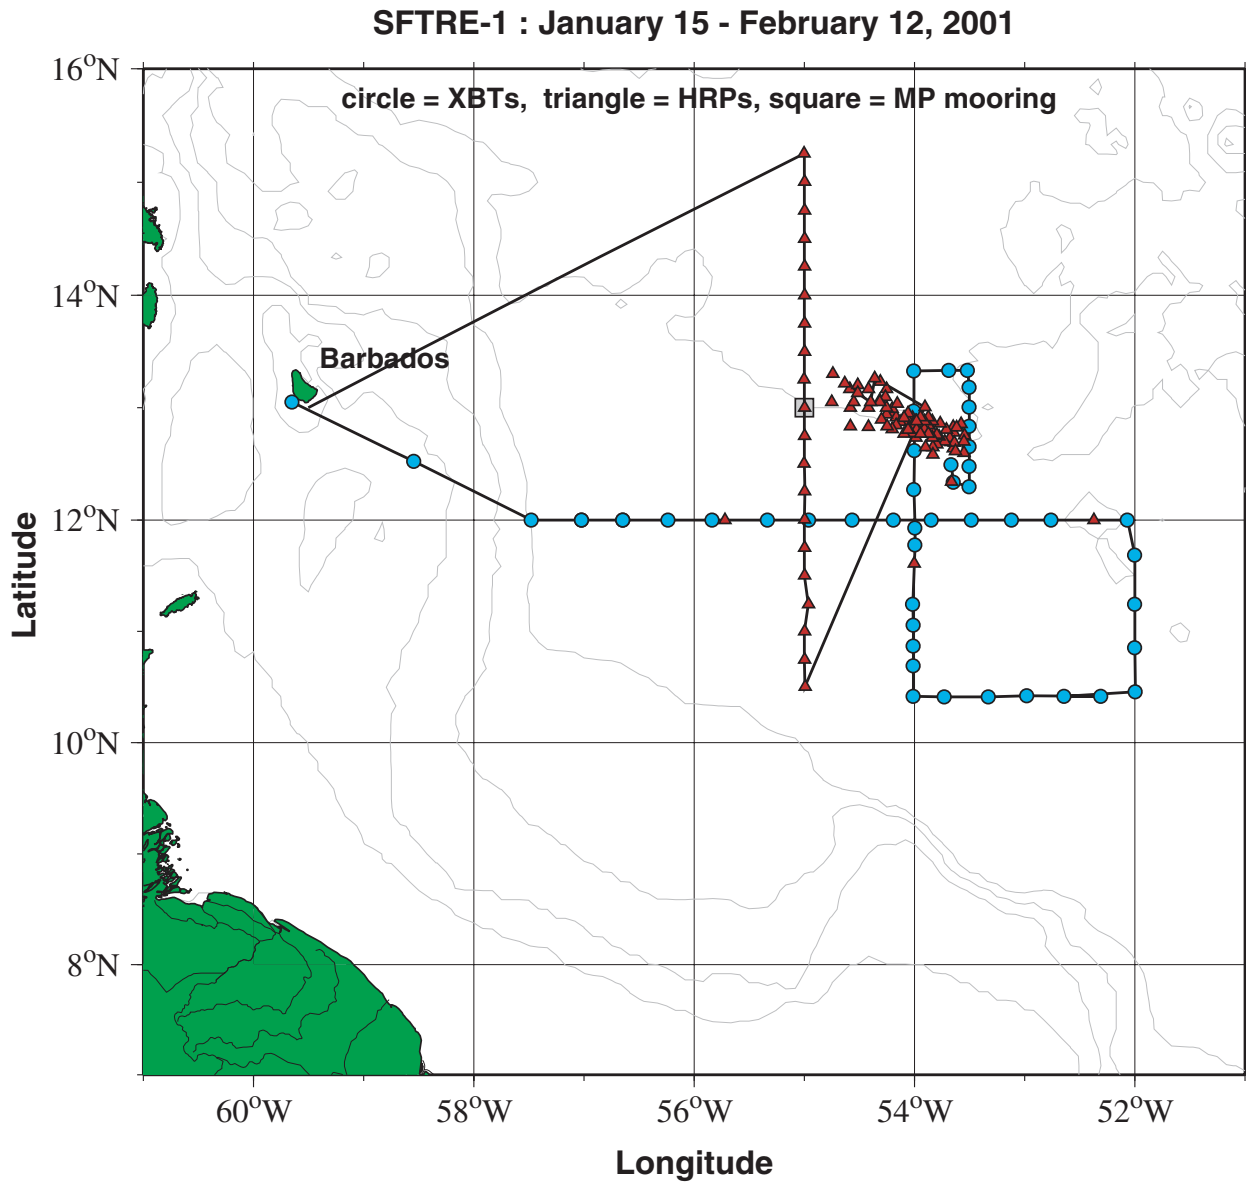 SFTRE-1 : January 15 - February 12, 2001
circle = XBTs, triangle = HRPs, square = MP mooring
16°N
14°N
Barbados
12°N
10°N
8°N
Latitude
60°W 58°W 56°W 54°W 52°W
Longitude